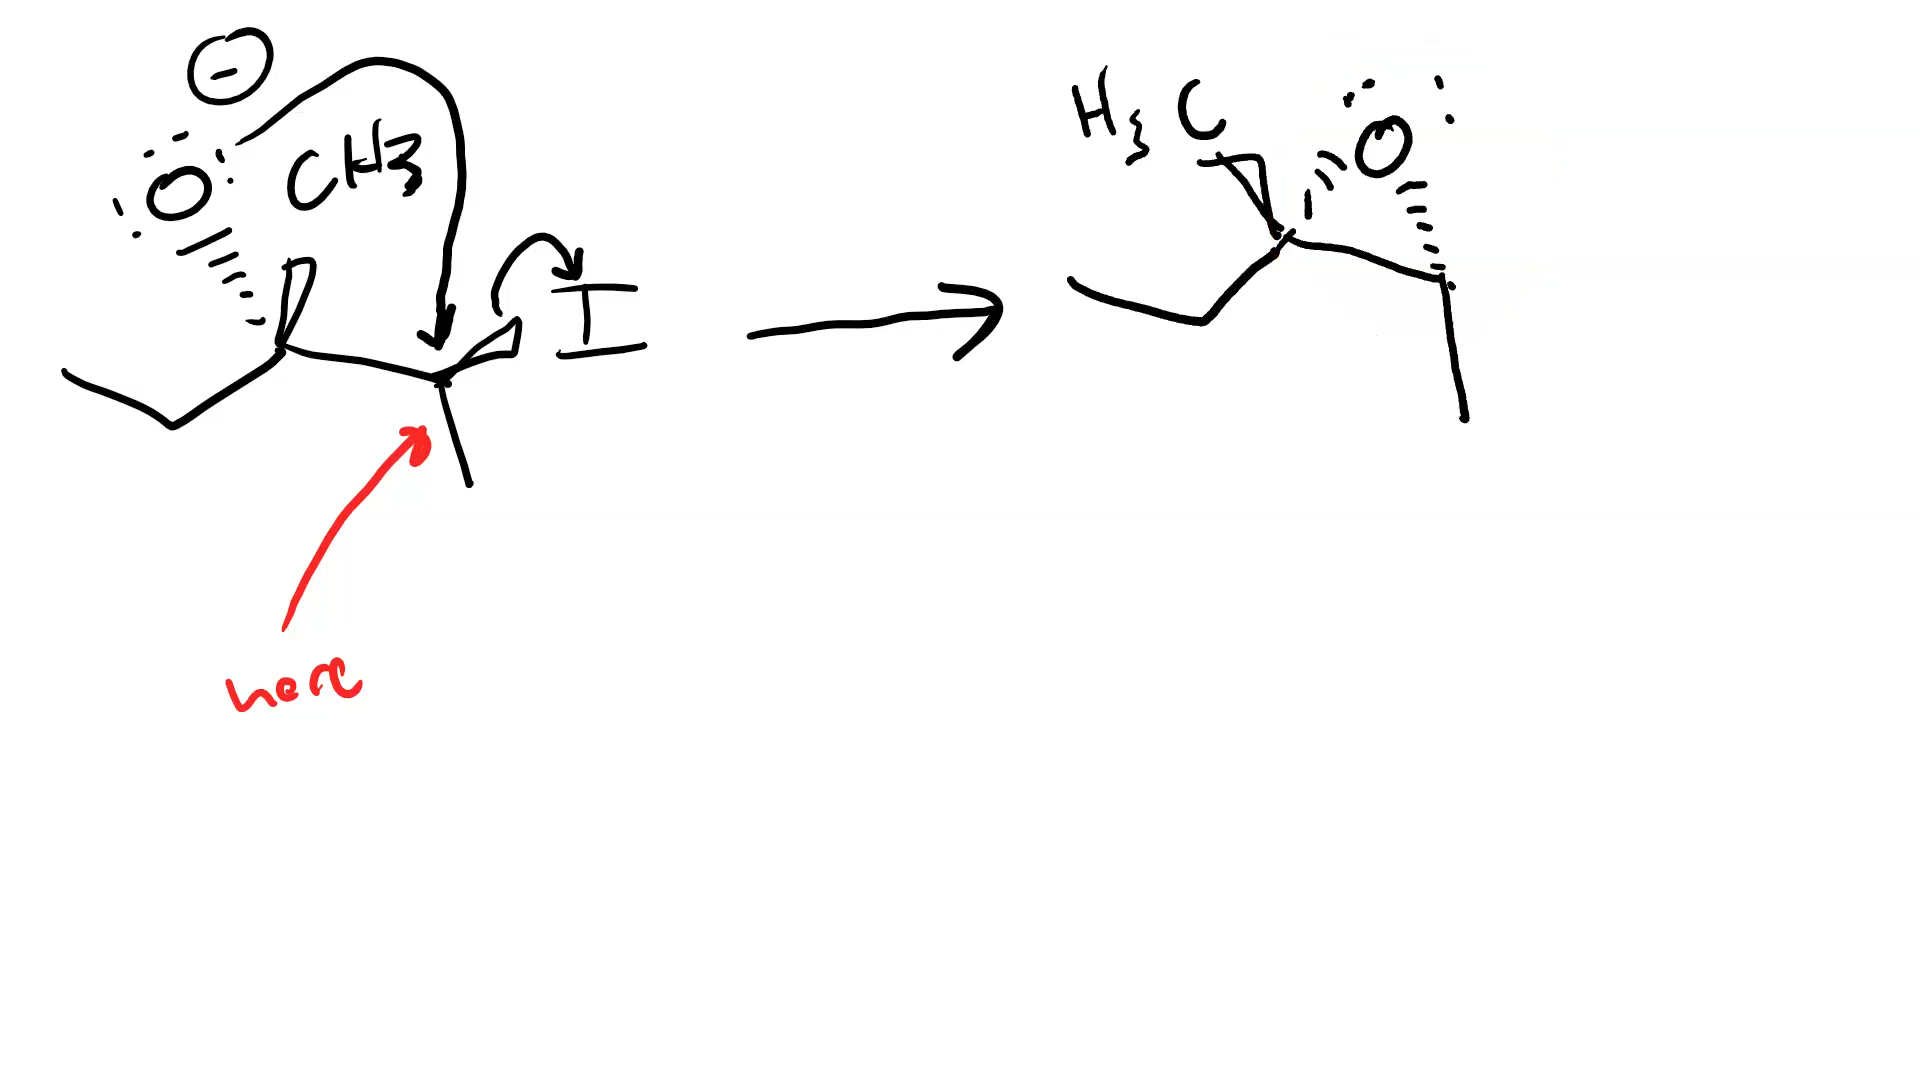 ⊖
O CH3
I
H3C O
here